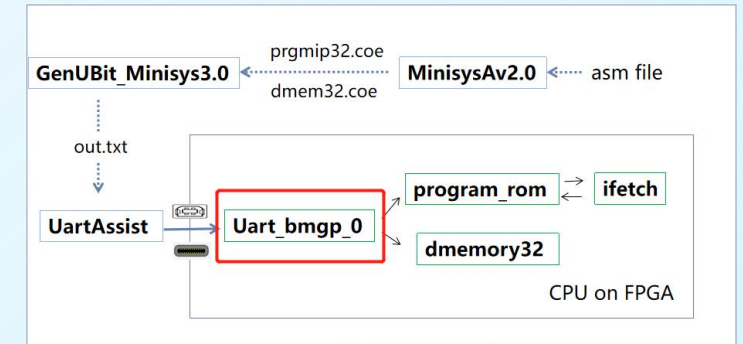 prgmip32.coe
GenUBit_Minisys3.0
MinisysAv2.0
asm file
dmem32.coe
out.txt
program_rom
ifetch
UartAssist
Uart_bmgp_0
dmemory32
CPU on FPGA